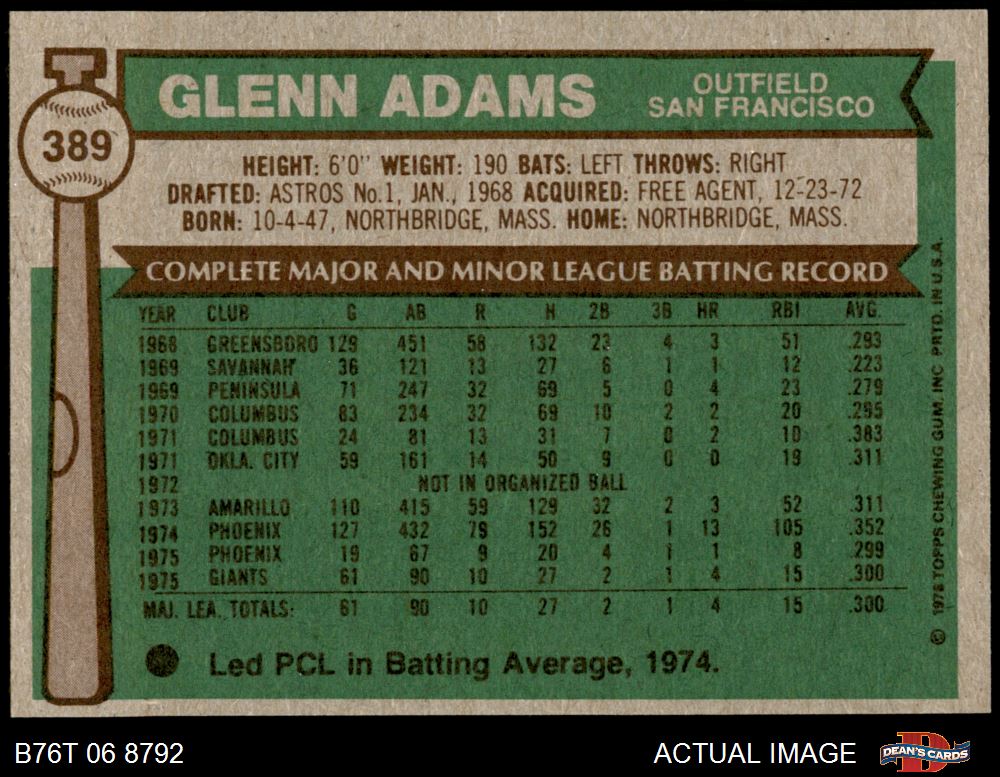 389
GLENN ADAMS
OUTFIELD
SAN FRANCISCO
HEIGHT: 6'0" WEIGHT: 190 BATS: LEFT THROWS: RIGHT
DRAFTED: ASTROS No.1, JAN., 1968 ACQUIRED: FREE AGENT, 12-23-72
BORN: 10-4-47, NORTHBRIDGE, MASS. HOME: NORTHBRIDGE, MASS.
COMPLETE MAJOR AND MINOR LEAGUE BATTING RECORD
YEAR CLUB G AB R H 2B 3B HR RBI AVG.
1968 GREENSBORO 129 451 58 132 23 4 3 51 .293
1969 SAVANNAH 36 121 13 27 6 1 1 12 .223
1969 PENINSULA 71 247 32 69 5 0 4 23 .279
1970 COLUMBUS 83 234 32 69 10 2 2 20 .295
1971 COLUMBUS 24 81 13 31 7 0 2 10 .383
1971 OKLA. CITY 59 161 14 50 9 0 0 19 .311
1972 NOT IN ORGANIZED BALL
1973 AMARILLO 110 415 59 129 32 2 3 52 .311
1974 PHOENIX 127 432 79 152 26 1 13 105 .352
1975 PHOENIX 19 67 9 20 4 1 1 8 .299
1975 GIANTS 61 90 10 27 2 1 4 15 .300
MAJ. LEA. TOTALS: 61 90 10 27 2 1 4 15 .300
Led PCL in Batting Average, 1974.
© 1976 TOPPS CHEWING GUM, INC PRTD. IN U.S.A.
B76T 06 8792
ACTUAL IMAGE
D
DEAN'S CARDS